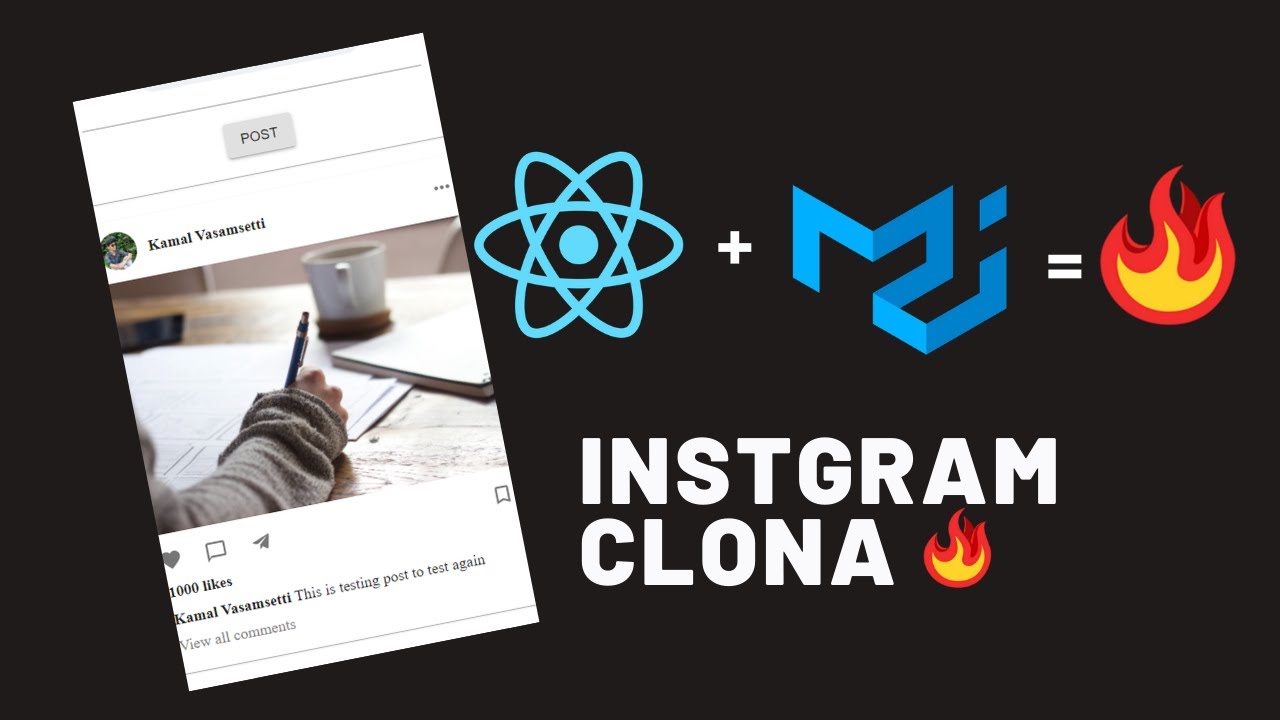 POST
Kamal Vasamsetti
1000 likes
Kamal Vasamsetti This is testing post to test again
View all comments
+
=
INSTGRAM
CLONA